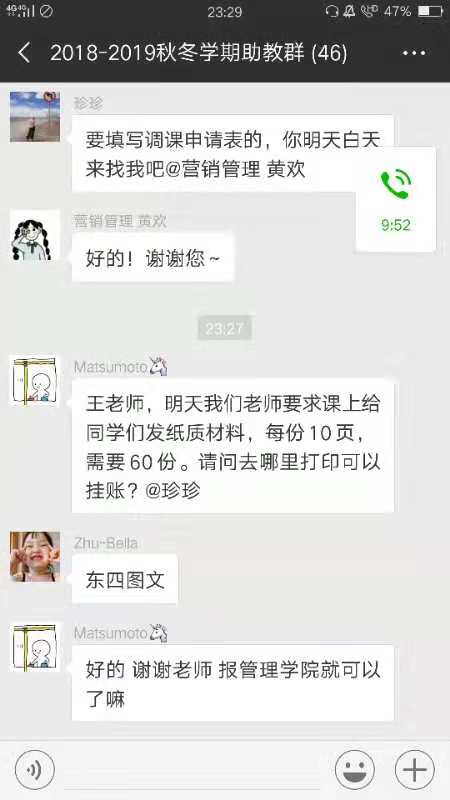 4G 4G 23:29 47%
2018-2019秋冬学期助教群 (46)
珍珍
要填写调课申请表的，你明天白天
来找我吧@营销管理 黄欢
9:52
营销管理 黄欢
好的！谢谢您～
23:27
Matsumoto🦄
王老师，明天我们老师要求课上给
同学们发纸质材料，每份10页，
需要60份。请问去哪里打印可以
挂账？@珍珍
Zhu-Bella
东四图文
Matsumoto🦄
好的 谢谢老师 报管理学院就可以
了嘛